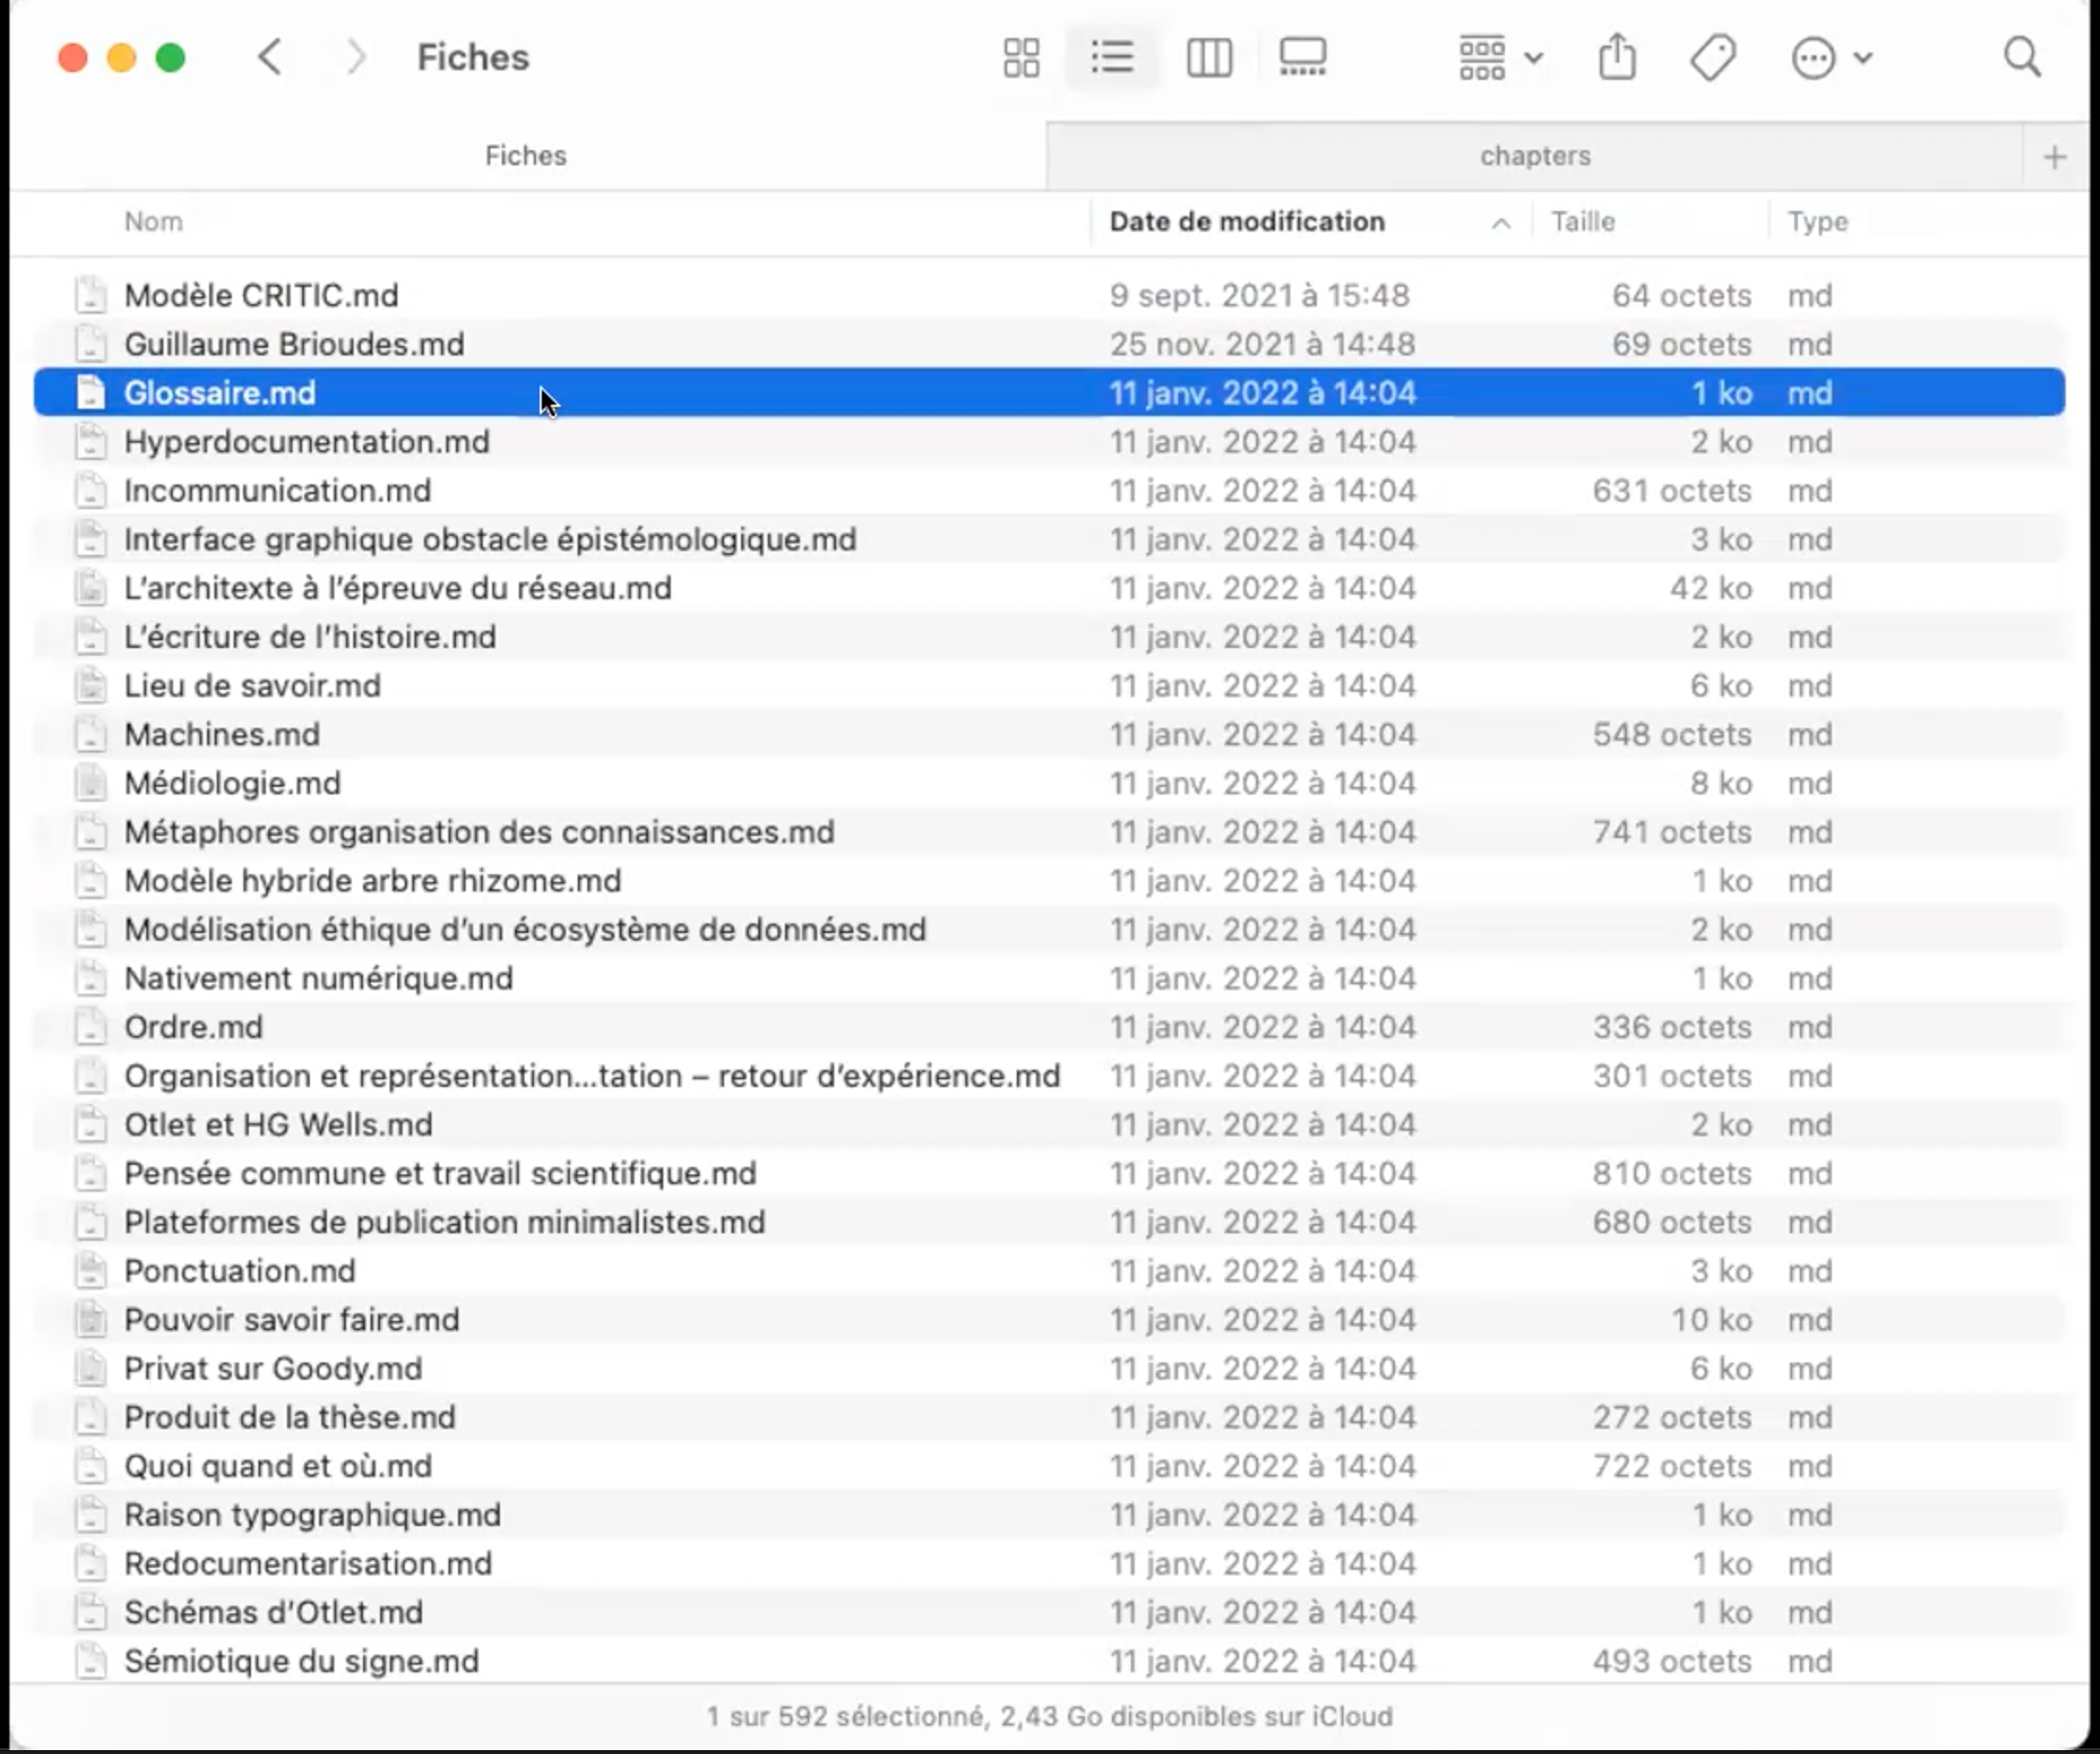 Fiches
Fiches chapters +
Nom Date de modification Taille Type
Modèle CRITIC.md 9 sept. 2021 à 15:48 64 octets md
Guillaume Brioudes.md 25 nov. 2021 à 14:48 69 octets md
Glossaire.md 11 janv. 2022 à 14:04 1 ko md
Hyperdocumentation.md 11 janv. 2022 à 14:04 2 ko md
Incommunication.md 11 janv. 2022 à 14:04 631 octets md
Interface graphique obstacle épistémologique.md 11 janv. 2022 à 14:04 3 ko md
L’architexte à l’épreuve du réseau.md 11 janv. 2022 à 14:04 42 ko md
L’écriture de l’histoire.md 11 janv. 2022 à 14:04 2 ko md
Lieu de savoir.md 11 janv. 2022 à 14:04 6 ko md
Machines.md 11 janv. 2022 à 14:04 548 octets md
Médiologie.md 11 janv. 2022 à 14:04 8 ko md
Métaphores organisation des connaissances.md 11 janv. 2022 à 14:04 741 octets md
Modèle hybride arbre rhizome.md 11 janv. 2022 à 14:04 1 ko md
Modélisation éthique d’un écosystème de données.md 11 janv. 2022 à 14:04 2 ko md
Nativement numérique.md 11 janv. 2022 à 14:04 1 ko md
Ordre.md 11 janv. 2022 à 14:04 336 octets md
Organisation et représentation...tation – retour d’expérience.md 11 janv. 2022 à 14:04 301 octets md
Otlet et HG Wells.md 11 janv. 2022 à 14:04 2 ko md
Pensée commune et travail scientifique.md 11 janv. 2022 à 14:04 810 octets md
Plateformes de publication minimalistes.md 11 janv. 2022 à 14:04 680 octets md
Ponctuation.md 11 janv. 2022 à 14:04 3 ko md
Pouvoir savoir faire.md 11 janv. 2022 à 14:04 10 ko md
Privat sur Goody.md 11 janv. 2022 à 14:04 6 ko md
Produit de la thèse.md 11 janv. 2022 à 14:04 272 octets md
Quoi quand et où.md 11 janv. 2022 à 14:04 722 octets md
Raison typographique.md 11 janv. 2022 à 14:04 1 ko md
Redocumentarisation.md 11 janv. 2022 à 14:04 1 ko md
Schémas d’Otlet.md 11 janv. 2022 à 14:04 1 ko md
Sémiotique du signe.md 11 janv. 2022 à 14:04 493 octets md
1 sur 592 sélectionné, 2,43 Go disponibles sur iCloud